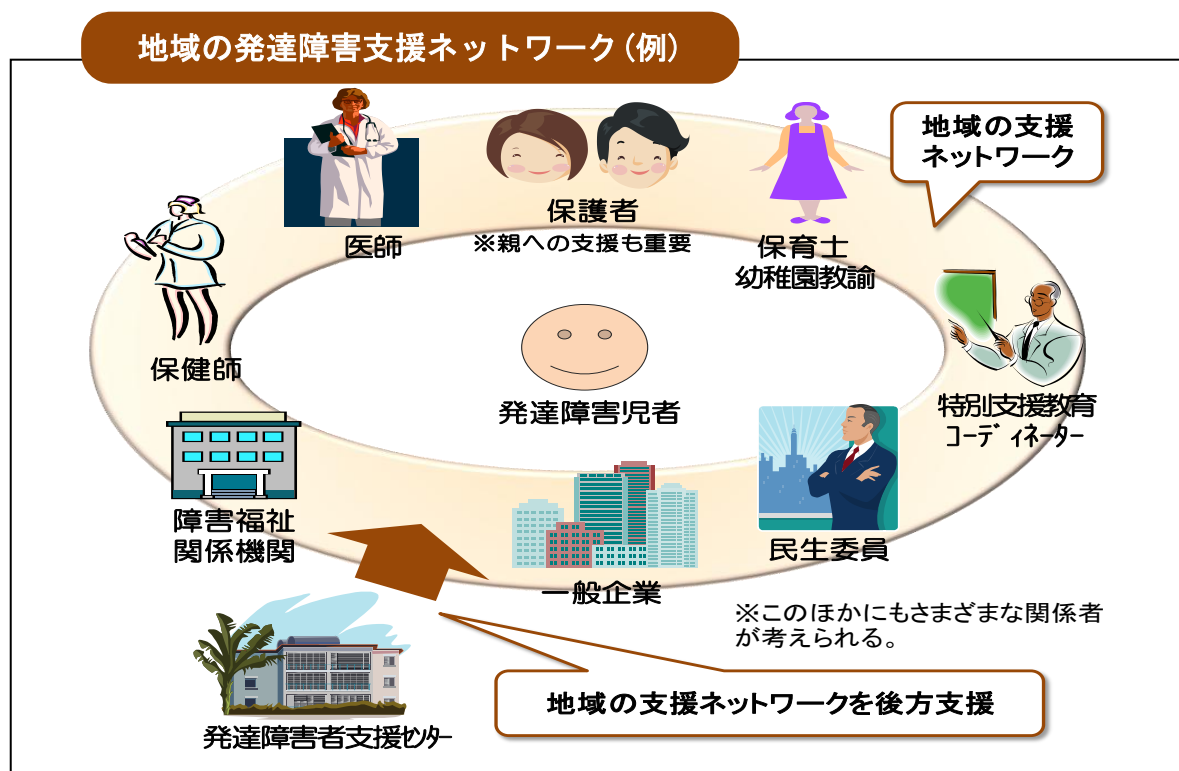 地域の発達障害支援ネットワーク(例)
地域の支援
ネットワーク
医師
保護者
※親への支援も重要
保育士
幼稚園教諭
保健師
発達障害児者
特別支援教育
コーディネーター
障害福祉
関係機関
一般企業
民生委員
※このほかにもさまざまな関係者
が考えられる。
地域の支援ネットワークを後方支援
発達障害者支援センター